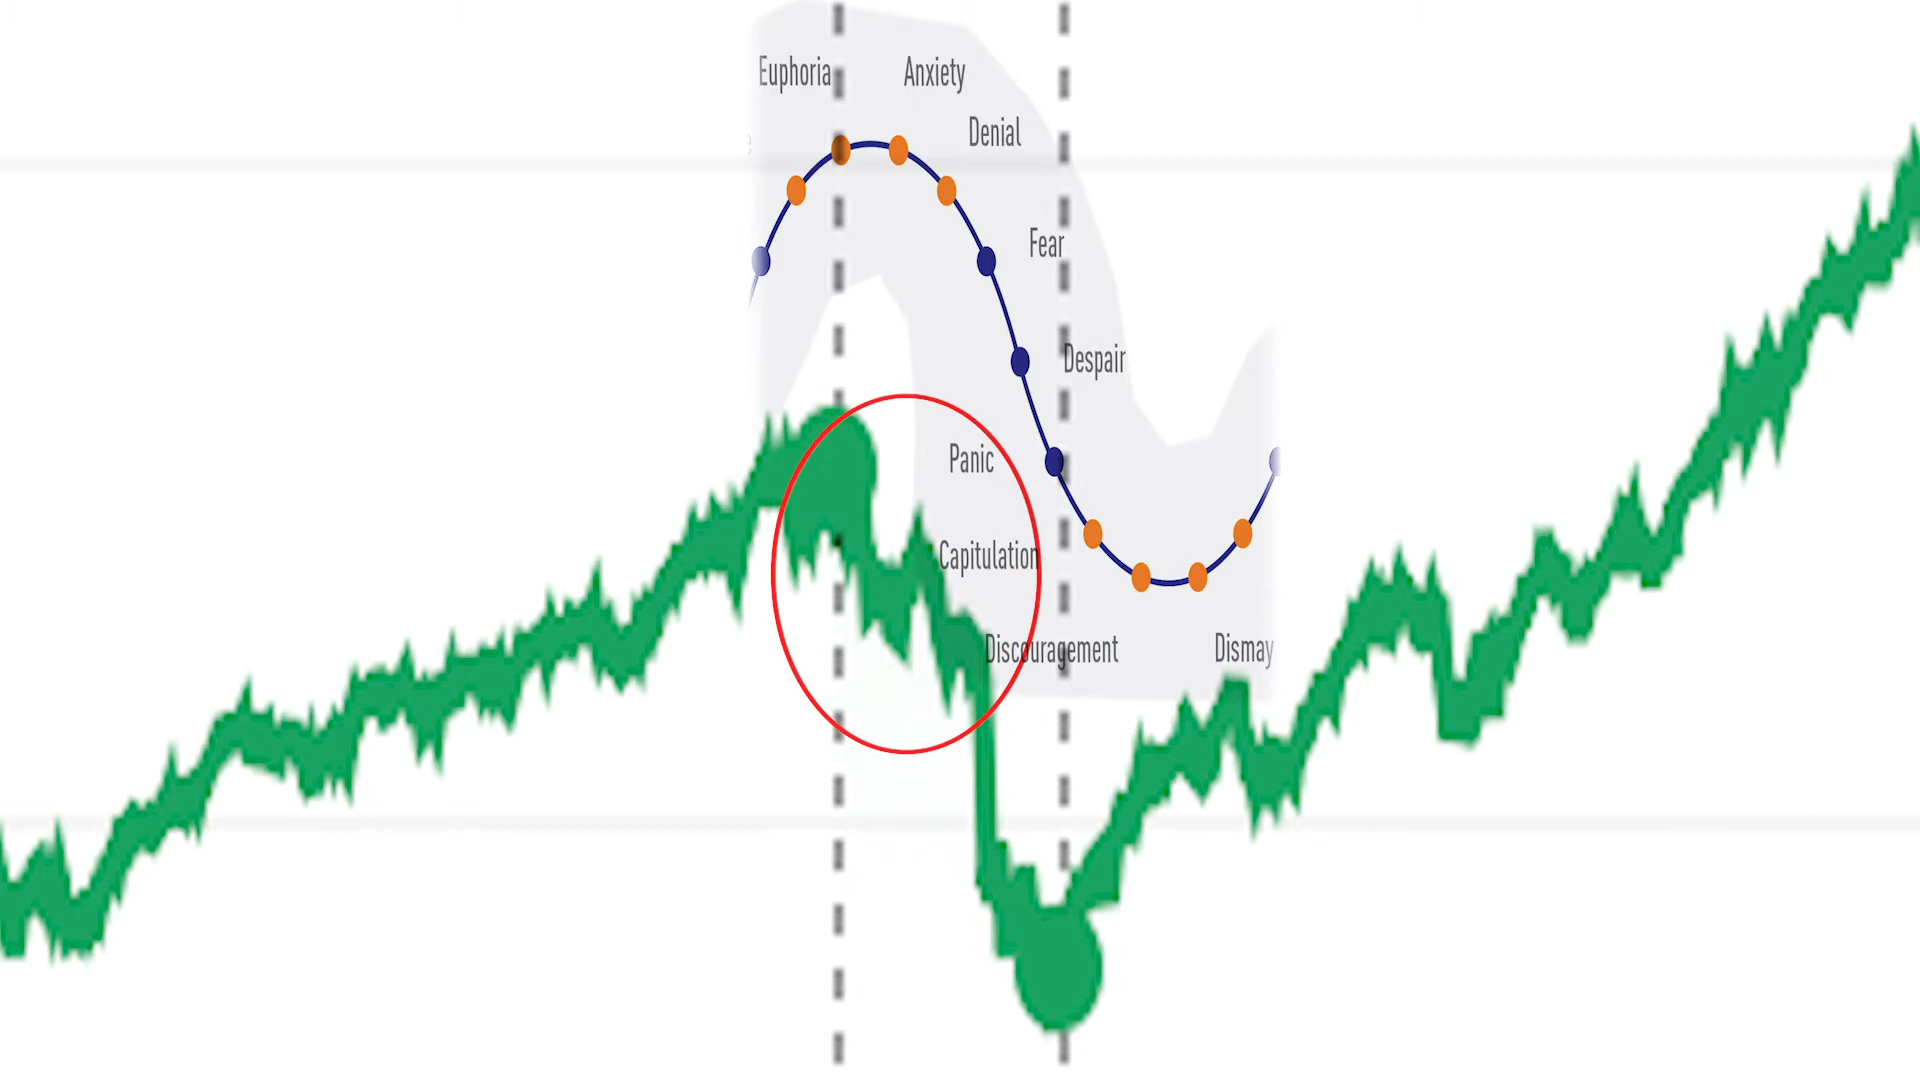 Euphoria
Anxiety
Denial
Fear
Despair
Panic
Capitulation
Discouragement
Dismay